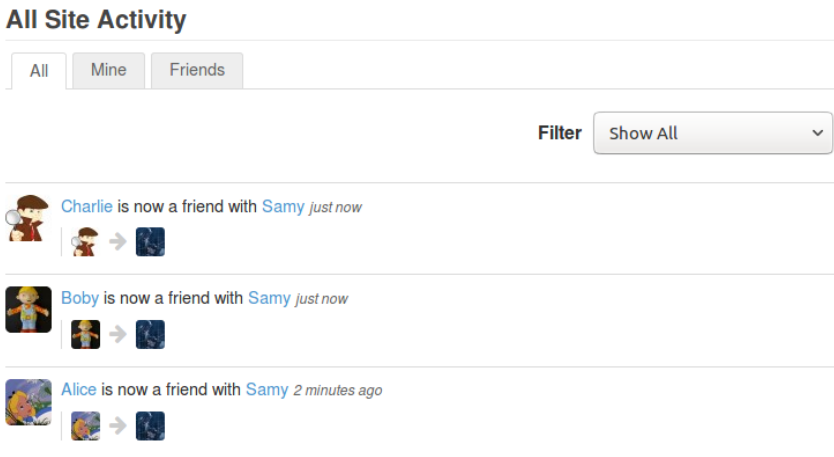 All Site Activity
All Mine Friends
Filter Show All
Charlie is now a friend with Samy just now
Boby is now a friend with Samy just now
Alice is now a friend with Samy 2 minutes ago